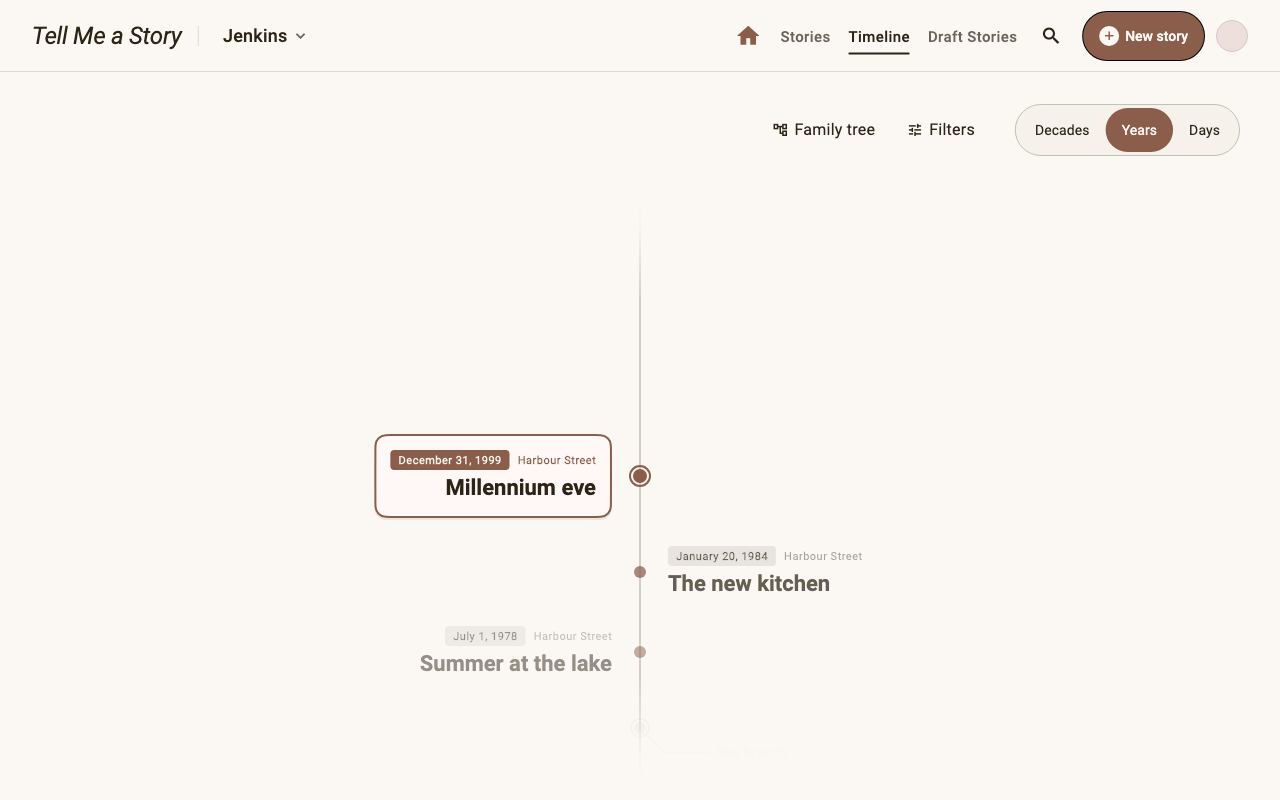 Tell Me a Story
Jenkins
Stories
Timeline
Draft Stories
New story
Family tree
Filters
Decades
Years
Days
December 31, 1999
Harbour Street
Millennium eve
January 20, 1984
Harbour Street
The new kitchen
July 1, 1978
Harbour Street
Summer at the lake